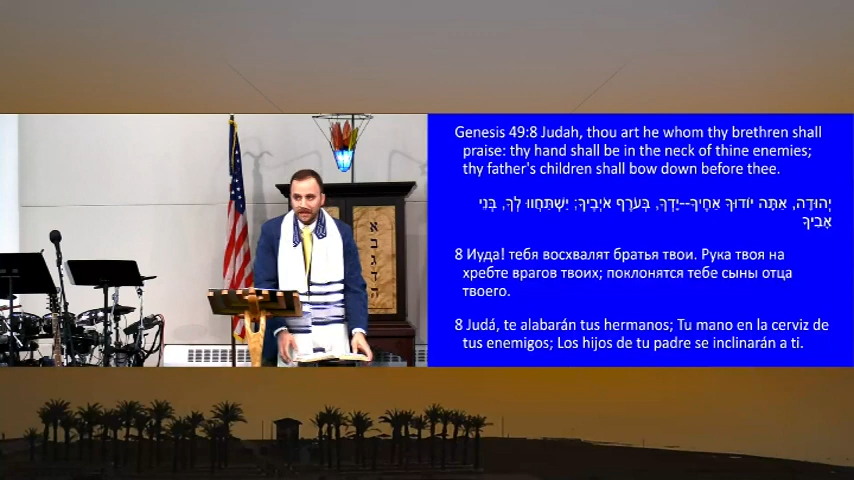 Genesis 49:8 Judah, thou art he whom thy brethren shall
praise: thy hand shall be in the neck of thine enemies;
thy father's children shall bow down before thee.
יְהוּדָה, אַתָּה יוֹדוּךָ אַחֶיךָ--יָדְךָ, בְּעֹרֶף אֹיְבֶיךָ; יִשְׁתַּחֲווּ לְךָ, בְּנֵי
אָבִיךָ
8 Иуда! тебя восхвалят братья твои. Рука твоя на
хребте врагов твоих; поклонятся тебе сыны отца
твоего.
8 Judá, te alabarán tus hermanos; Tu mano en la cerviz de
tus enemigos; Los hijos de tu padre se inclinarán a ti.
א
ב
ג
ד
ה